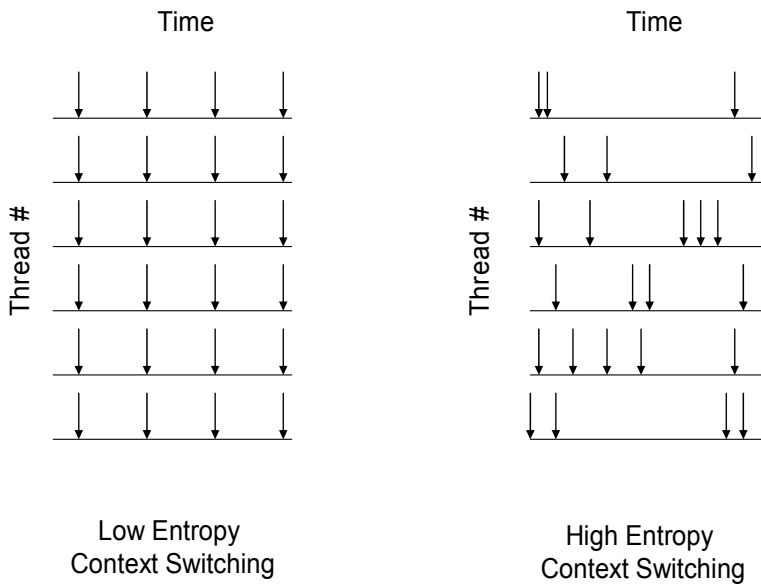 Time
Time
Thread #
Thread #
Low Entropy
Context Switching
High Entropy
Context Switching